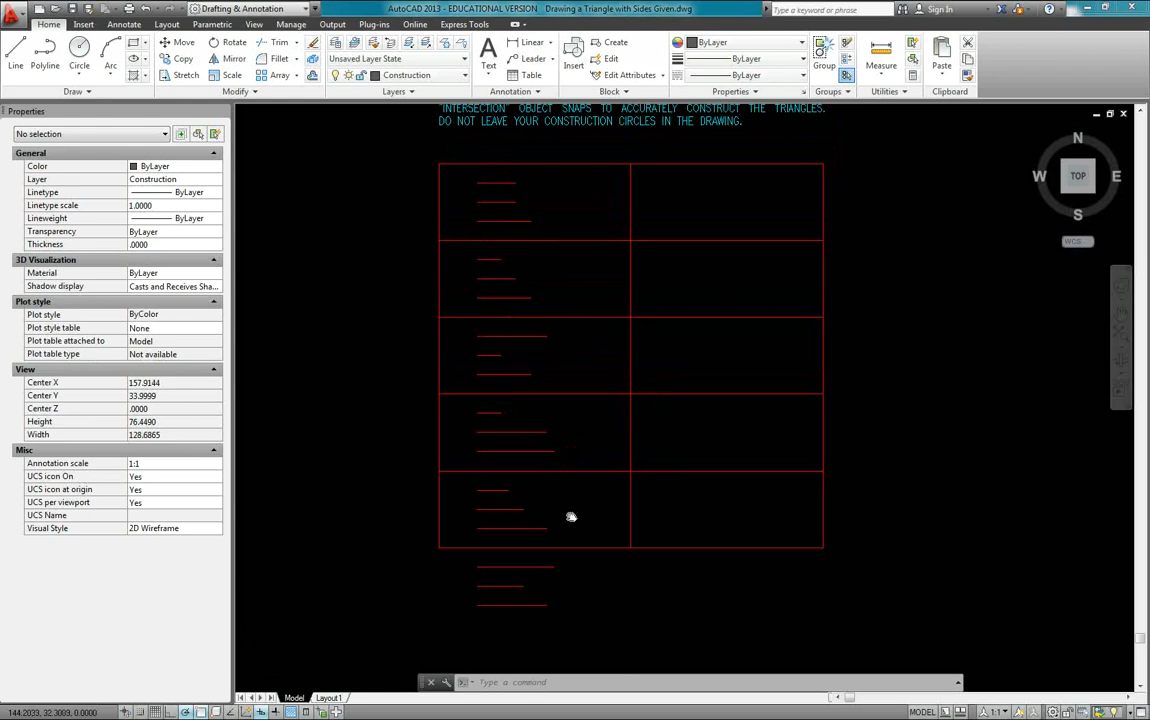 Drafting & Annotation
AutoCAD 2013 - EDUCATIONAL VERSION    Drawing a Triangle with Sides Given.dwg
Type a keyword or phrase
Sign In
Home Insert Annotate Layout Parametric View Manage Output Plug-ins Online Express Tools
Line Polyline Circle Arc
Move Rotate Trim
Copy Mirror Fillet
Stretch Scale Array
Unsaved Layer State
Construction
Text
Linear
Leader
Table
Insert
Create
Edit
Edit Attributes
ByLayer
ByLayer
ByLayer
Group
Measure
Paste
Draw Modify Layers Annotation Block Properties Groups Utilities Clipboard
Properties
No selection
General
Color ByLayer
Layer Construction
Linetype ByLayer
Linetype scale 1.0000
Lineweight ByLayer
Transparency ByLayer
Thickness .0000
3D Visualization
Material ByLayer
Shadow display Casts and Receives Sha...
Plot style
Plot style ByColor
Plot style table None
Plot table attached to Model
Plot table type Not available
View
Center X 157.9144
Center Y 33.9999
Center Z .0000
Height 76.4490
Width 128.6865
Misc
Annotation scale 1:1
UCS icon On Yes
UCS icon at origin Yes
UCS per viewport Yes
UCS Name
Visual Style 2D Wireframe
"INTERSECTION" OBJECT SNAPS TO ACCURATELY CONSTRUCT THE TRIANGLES.
DO NOT LEAVE YOUR CONSTRUCTION CIRCLES IN THE DRAWING.
N
W TOP E
S
WCS
Type a command
Model Layout1
144.2033, 32.3083, 0.0000
MODEL
1:1